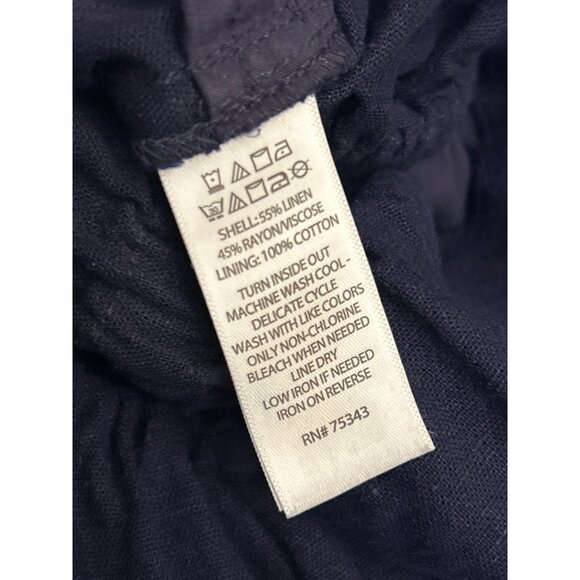 30
SHELL: 55% LINEN
45% RAYON/VISCOSE
LINING: 100% COTTON
TURN INSIDE OUT
MACHINE WASH COOL -
DELICATE CYCLE
WASH WITH LIKE COLORS
ONLY NON-CHLORINE
BLEACH WHEN NEEDED
LINE DRY
LOW IRON IF NEEDED
IRON ON REVERSE
RN# 75343